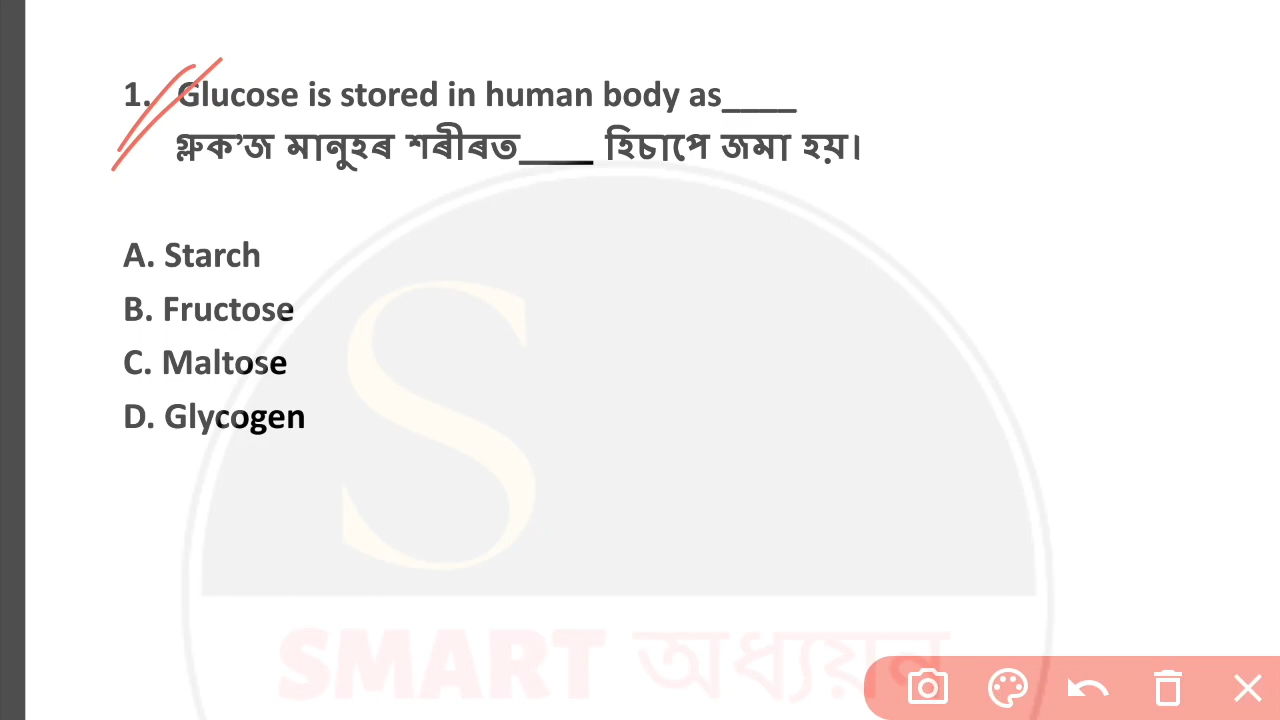 1. Glucose is stored in human body as____
গ্লুক’জ মানুহৰ শৰীৰত____ হিচাপে জমা হয়।
A. Starch
B. Fructose
C. Maltose
D. Glycogen
S
SMART অধ্যয়ন